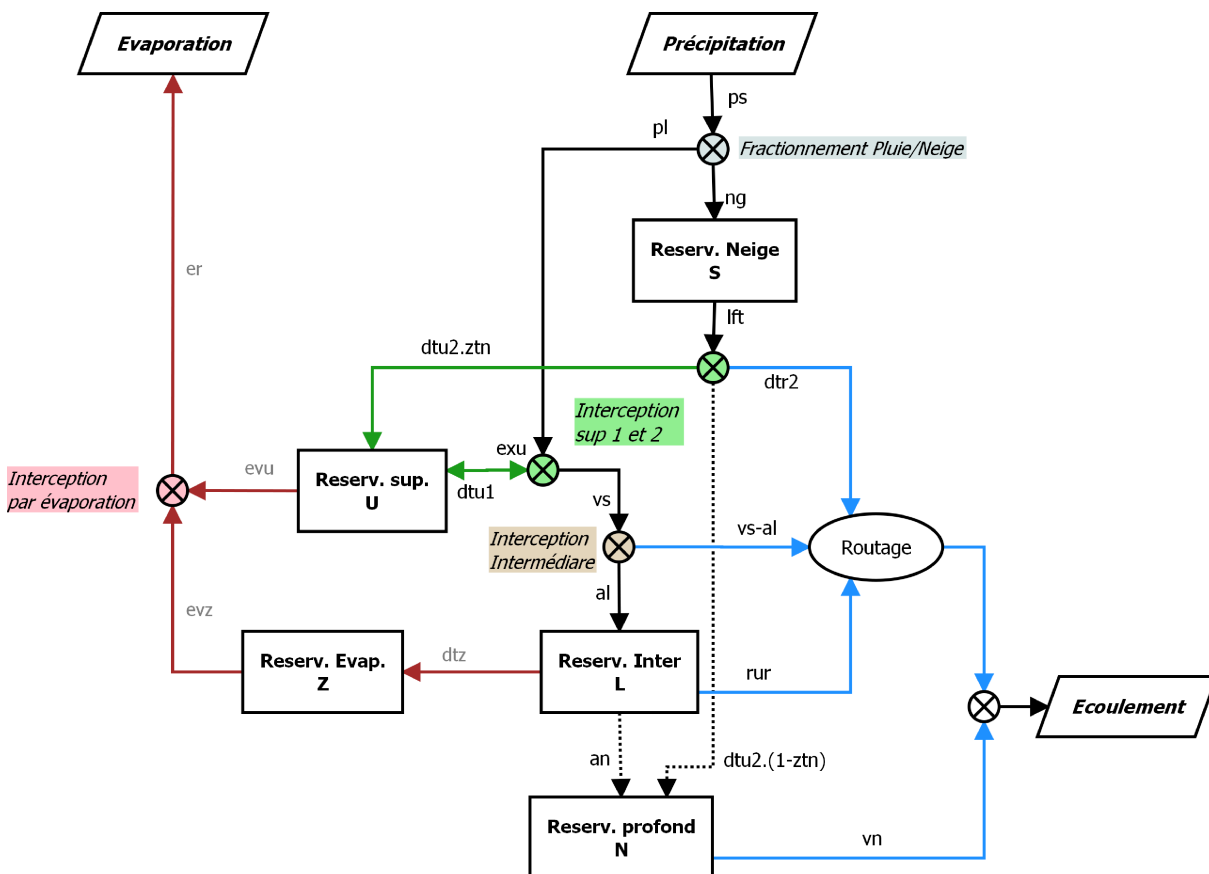 Evaporation
Précipitation
ps
pl
Fractionnement Pluie/Neige
ng
Reserv. Neige
S
er
lft
dtu2.ztn
dtr2
Interception
sup 1 et 2
exu
evu
Reserv. sup.
U
dtu1
Interception
par évaporation
vs
Interception
Intermédiare
vs-al
Routage
al
evz
Reserv. Evap.
Z
dtz
Reserv. Inter
L
rur
Ecoulement
an
dtu2.(1-ztn)
Reserv. profond
N
vn